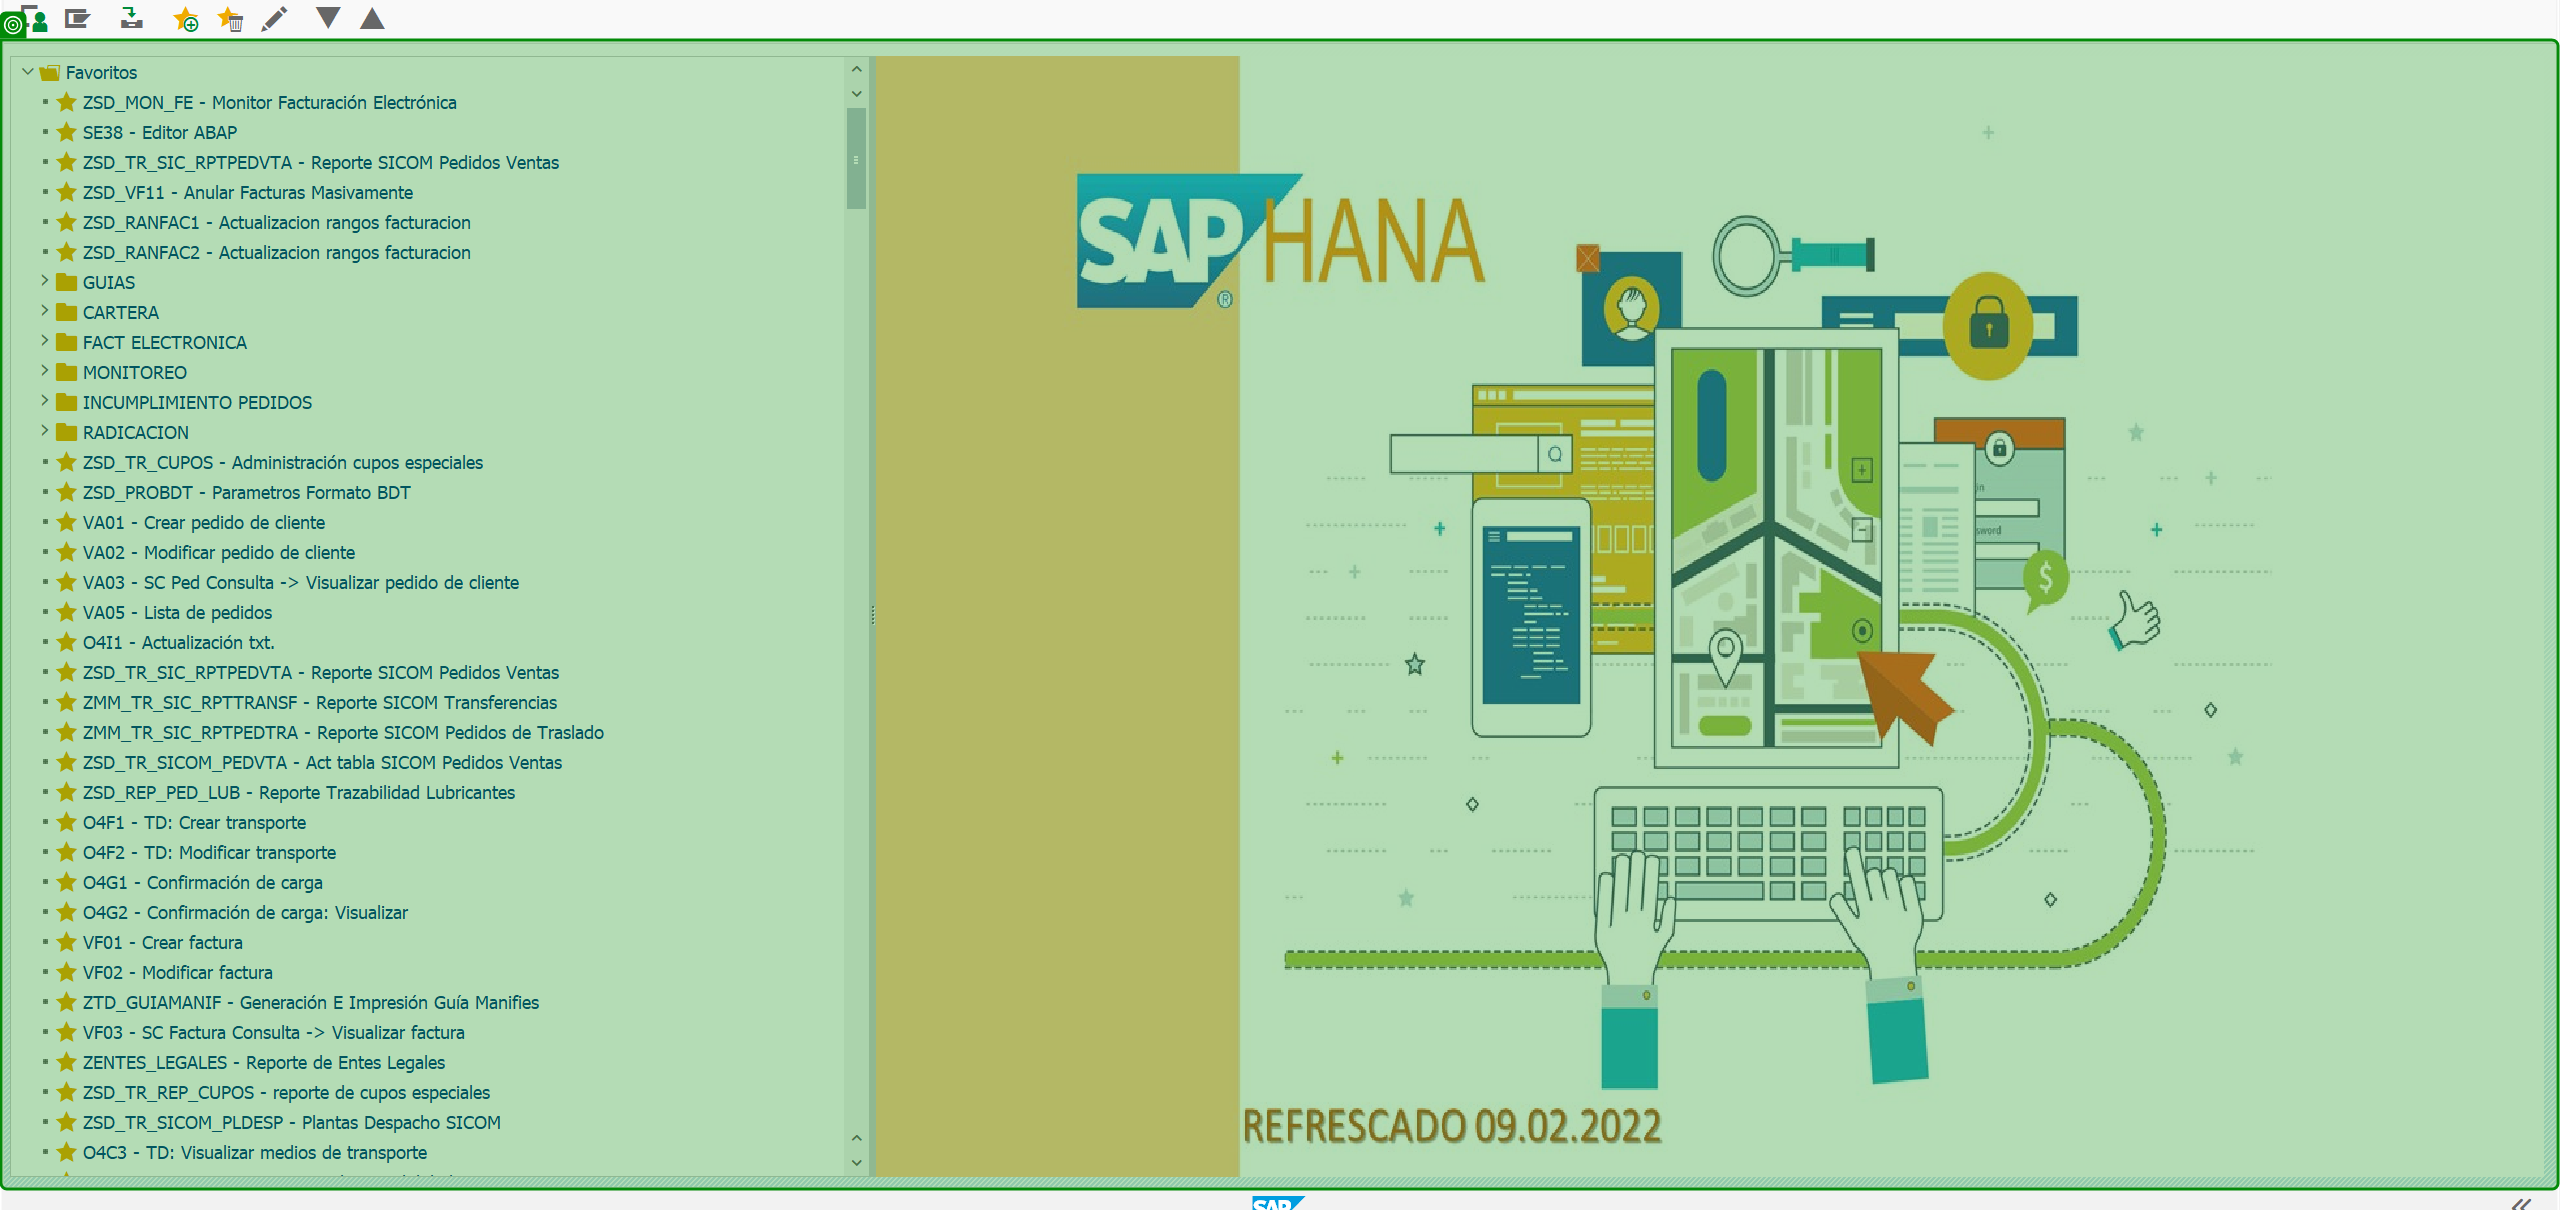 Favoritos
ZSD_MON_FE - Monitor Facturación Electrónica
SE38 - Editor ABAP
ZSD_TR_SIC_RPTPEDVTA - Reporte SICOM Pedidos Ventas
ZSD_VF11 - Anular Facturas Masivamente
ZSD_RANFAC1 - Actualizacion rangos facturacion
ZSD_RANFAC2 - Actualizacion rangos facturacion
GUIAS
CARTERA
FACT ELECTRONICA
MONITOREO
INCUMPLIMIENTO PEDIDOS
RADICACION
ZSD_TR_CUPOS - Administración cupos especiales
ZSD_PROBDT - Parametros Formato BDT
VA01 - Crear pedido de cliente
VA02 - Modificar pedido de cliente
VA03 - SC Ped Consulta -> Visualizar pedido de cliente
VA05 - Lista de pedidos
O4I1 - Actualización txt.
ZSD_TR_SIC_RPTPEDVTA - Reporte SICOM Pedidos Ventas
ZMM_TR_SIC_RPTTRANSF - Reporte SICOM Transferencias
ZMM_TR_SIC_RPTPEDTRA - Reporte SICOM Pedidos de Traslado
ZSD_TR_SICOM_PEDVTA - Act tabla SICOM Pedidos Ventas
ZSD_REP_PED_LUB - Reporte Trazabilidad Lubricantes
O4F1 - TD: Crear transporte
O4F2 - TD: Modificar transporte
O4G1 - Confirmación de carga
O4G2 - Confirmación de carga: Visualizar
VF01 - Crear factura
VF02 - Modificar factura
ZTD_GUIAMANIF - Generación E Impresión Guía Manifies
VF03 - SC Factura Consulta -> Visualizar factura
ZENTES_LEGALES - Reporte de Entes Legales
ZSD_TR_REP_CUPOS - reporte de cupos especiales
ZSD_TR_SICOM_PLDESP - Plantas Despacho SICOM
O4C3 - TD: Visualizar medios de transporte
SAP HANA
®
in
sword
$
REFRESCADO 09.02.2022
SAP